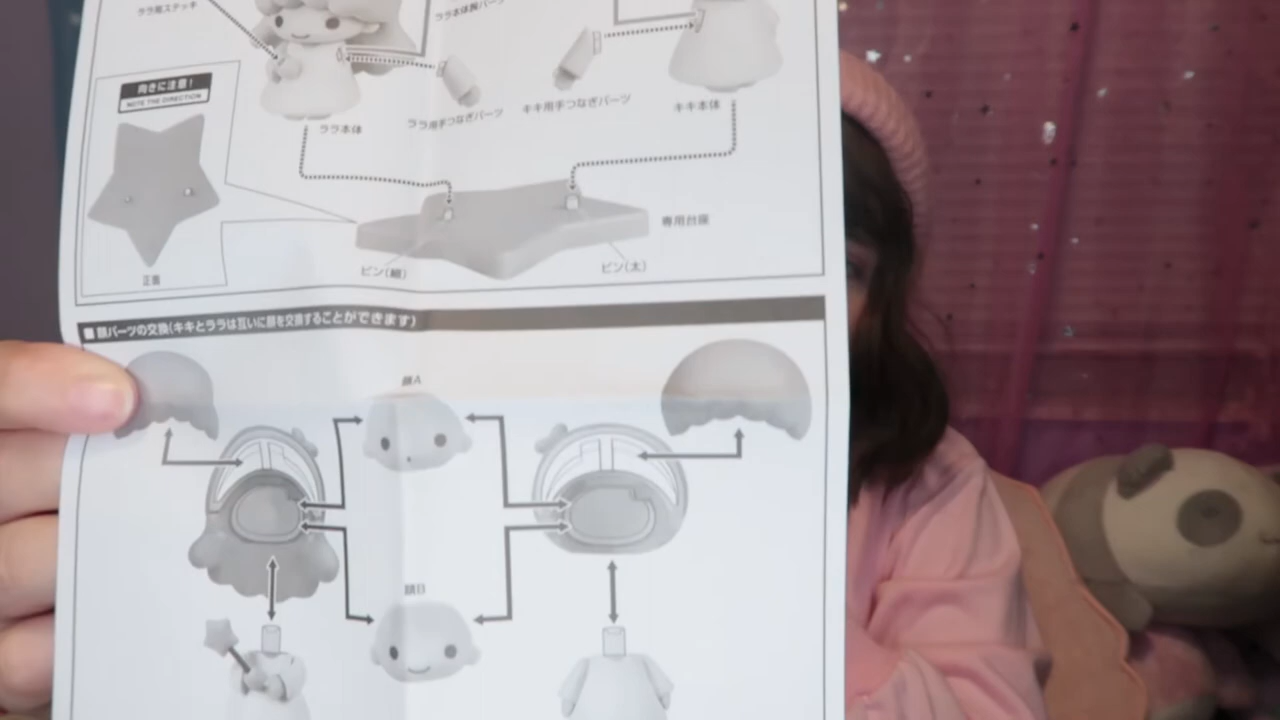 ララ用ステッキ
ララ本体腕パーツ
向きに注意!
NOTE THE DIRECTION
ララ本体
ララ用手つなぎパーツ
キキ用手つなぎパーツ
キキ本体
専用台座
ピン(細)
ピン(太)
正面
■ 顔パーツの交換(キキとララは互いに顔を交換することができます)
顔A
顔B